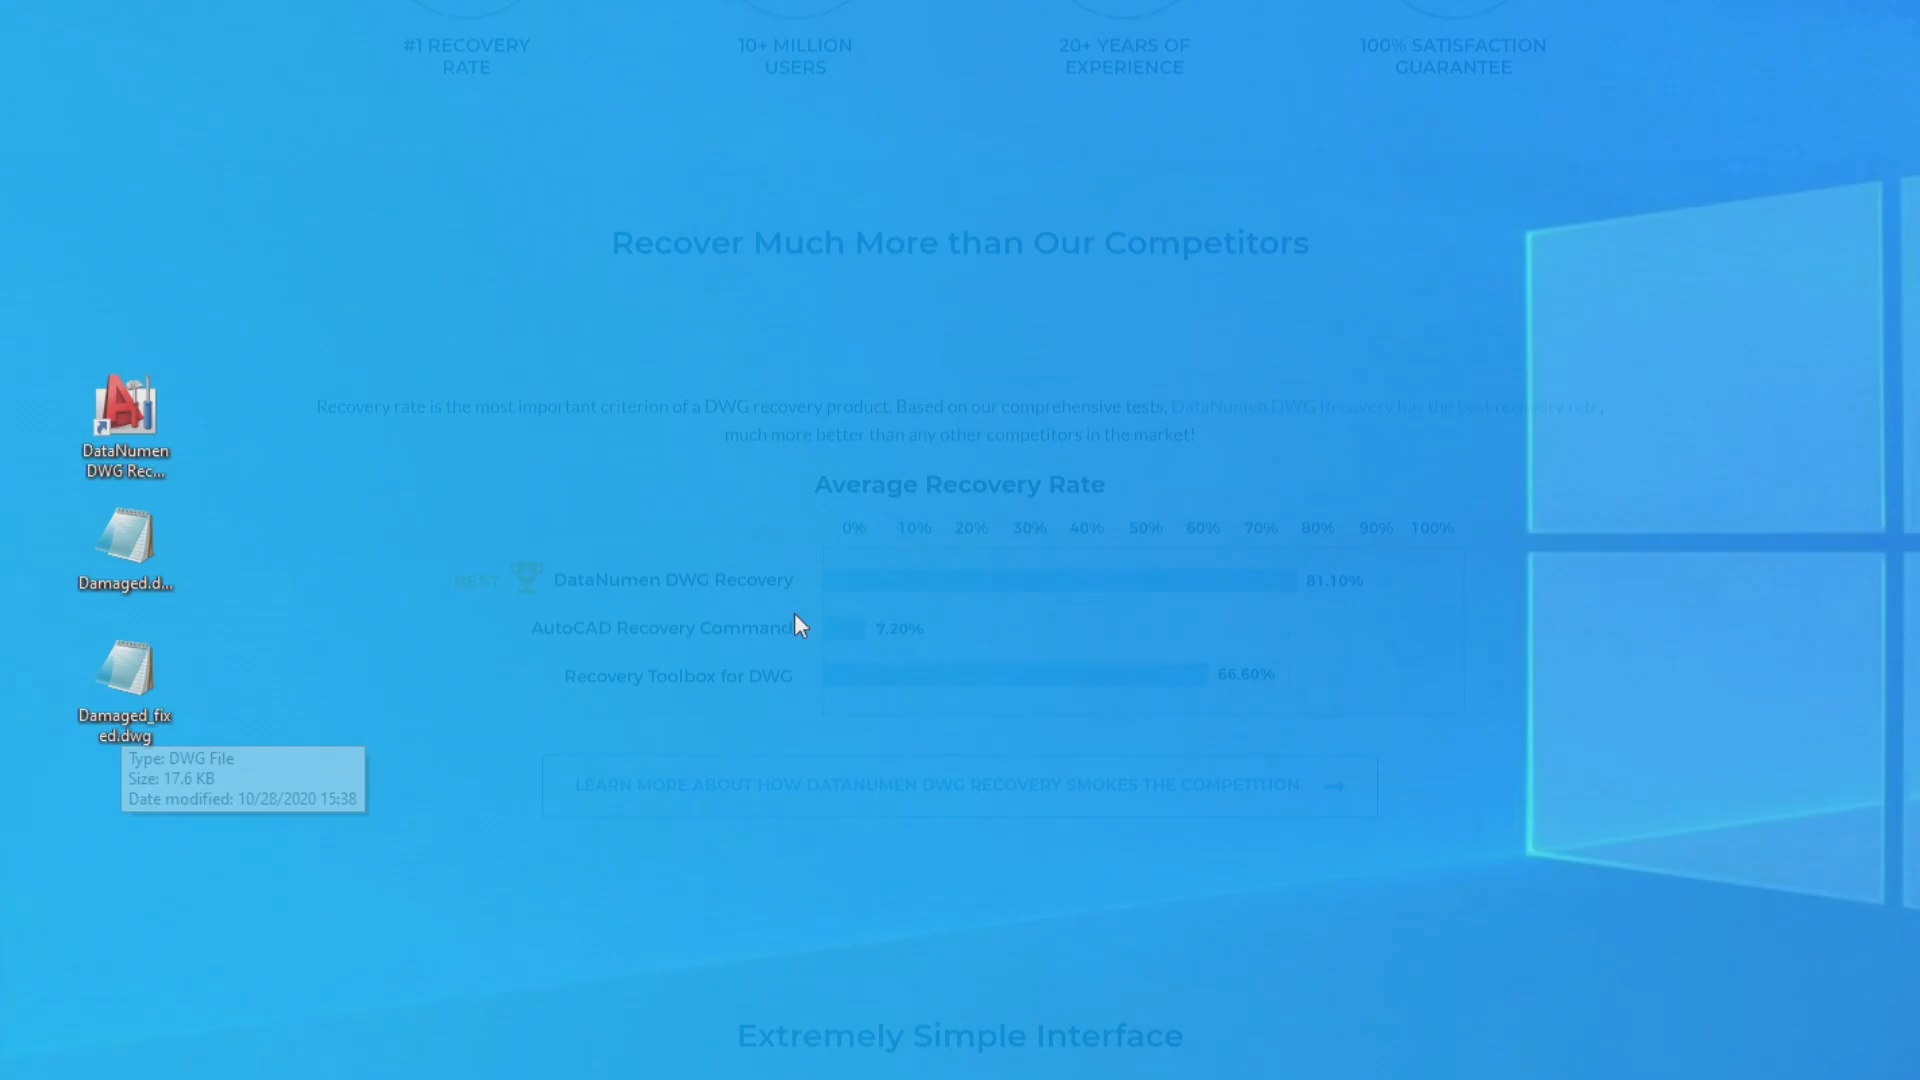 #1 RECOVERY
RATE
10+ MILLION
USERS
20+ YEARS OF
EXPERIENCE
100% SATISFACTION
GUARANTEE
Recover Much More than Our Competitors
Recovery rate is the most important criterion of a DWG recovery product. Based on our comprehensive tests, DataNumen DWG Recovery has the best recovery rate,
much more better than any other competitors in the market!
Average Recovery Rate
0% 10% 20% 30% 40% 50% 60% 70% 80% 90% 100%
BEST DataNumen DWG Recovery 81.10%
AutoCAD Recovery Command 7.20%
Recovery Toolbox for DWG 66.60%
LEARN MORE ABOUT HOW DATANUMEN DWG RECOVERY SMOKES THE COMPETITION
Extremely Simple Interface
DataNumen
DWG Rec...
Damaged.d...
Damaged_fix
ed.dwg
Type: DWG File
Size: 17.6 KB
Date modified: 10/28/2020 15:38